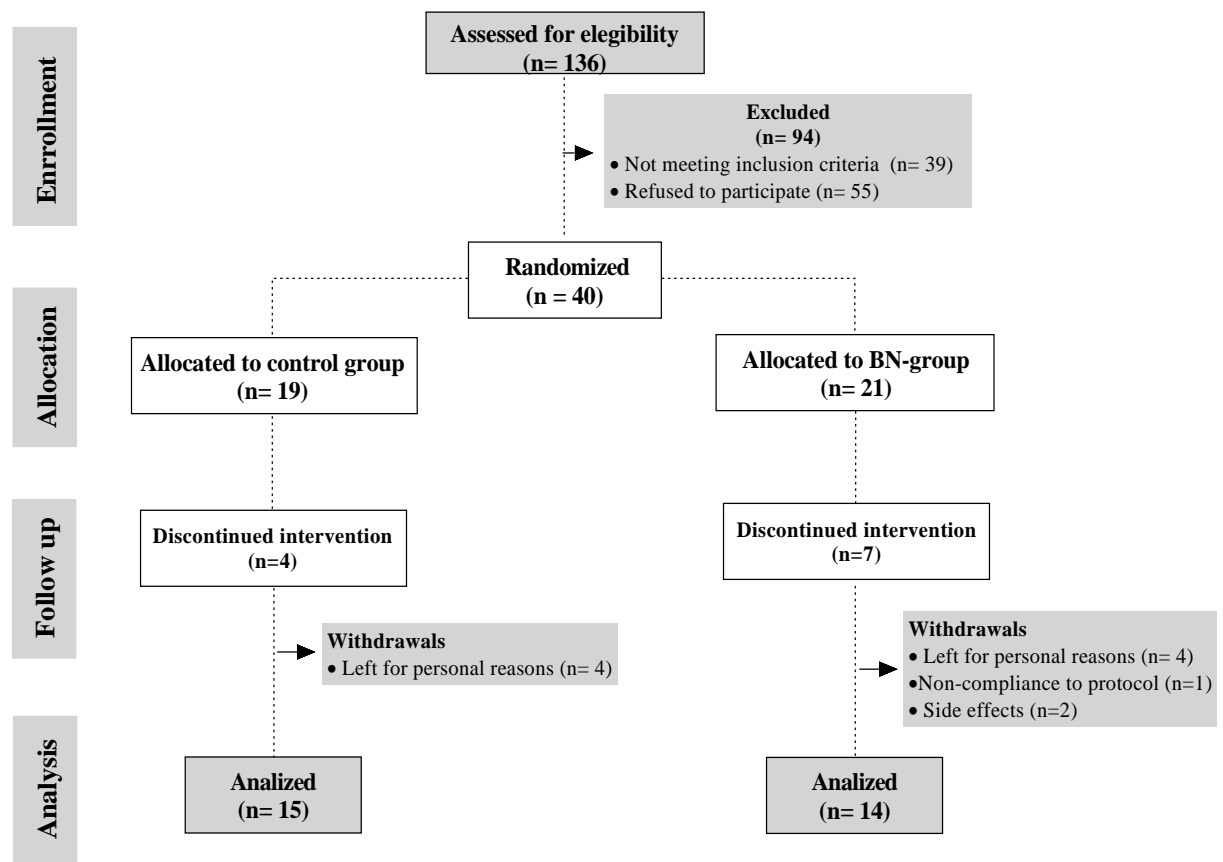 Enrrollment
Assessed for elegibility
(n= 136)
Excluded
(n= 94)
• Not meeting inclusion criteria (n= 39)
• Refused to participate (n= 55)
Randomized
(n = 40)
Allocation
Allocated to control group
(n= 19)
Allocated to BN-group
(n= 21)
Follow up
Discontinued intervention
(n=4)
Discontinued intervention
(n=7)
Withdrawals
• Left for personal reasons (n= 4)
Withdrawals
• Left for personal reasons (n= 4)
•Non-compliance to protocol (n=1)
• Side effects (n=2)
Analysis
Analized
(n= 15)
Analized
(n= 14)